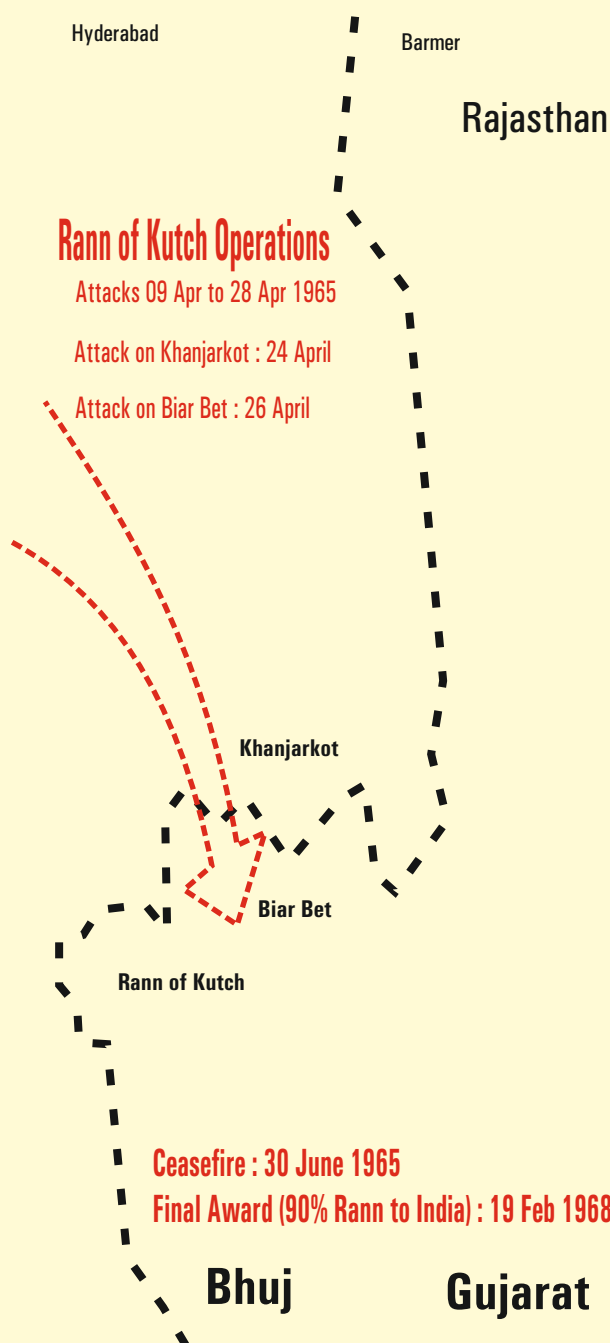 Hyderabad
Barmer
Rajasthan
Rann of Kutch Operations
Attacks 09 Apr to 28 Apr 1965
Attack on Khanjarkot : 24 April
Attack on Biar Bet : 26 April
Khanjarkot
Biar Bet
Rann of Kutch
Ceasefire : 30 June 1965
Final Award (90% Rann to India) : 19 Feb 1968
Bhuj
Gujarat